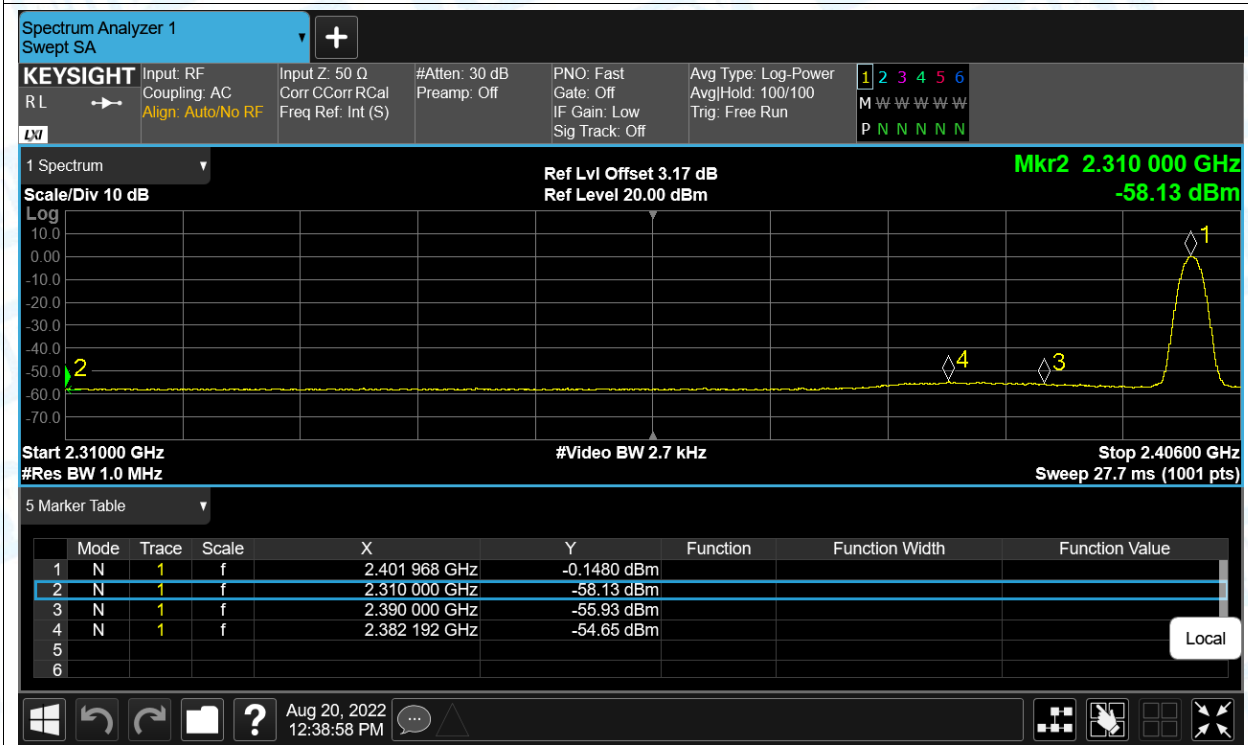 Spectrum Analyzer 1
Swept SA
+
KEYSIGHT
R L
LXI
Input: RF
Coupling: AC
Align: Auto/No RF
Input Z: 50 Ω
Corr CCorr RCal
Freq Ref: Int (S)
#Atten: 30 dB
Preamp: Off
PNO: Fast
Gate: Off
IF Gain: Low
Sig Track: Off
Avg Type: Log-Power
Avg|Hold: 100/100
Trig: Free Run
1 2 3 4 5 6
M W W W W W
P N N N N N
1 Spectrum
Scale/Div 10 dB
Ref Lvl Offset 3.17 dB
Ref Level 20.00 dBm
Mkr2 2.310 000 GHz
-58.13 dBm
Log
10.0
0.00
-10.0
-20.0
-30.0
-40.0
-50.0
-60.0
-70.0
1
2
4
3
Start 2.31000 GHz
#Res BW 1.0 MHz
#Video BW 2.7 kHz
Stop 2.40600 GHz
Sweep 27.7 ms (1001 pts)
5 Marker Table
Mode Trace Scale X Y Function Function Width Function Value
1 N 1 f 2.401 968 GHz -0.1480 dBm
2 N 1 f 2.310 000 GHz -58.13 dBm
3 N 1 f 2.390 000 GHz -55.93 dBm
4 N 1 f 2.382 192 GHz -54.65 dBm
5
6
Local
?
Aug 20, 2022
12:38:58 PM